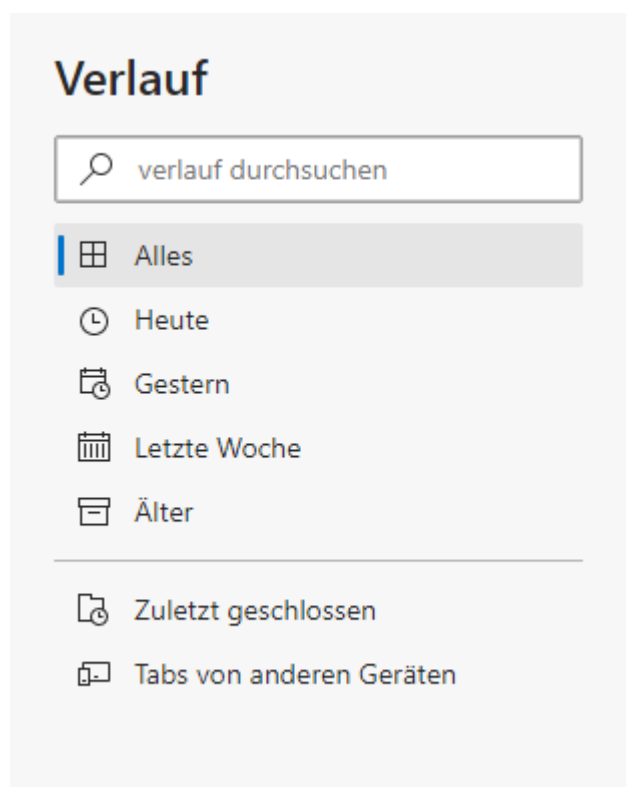 Verlauf
verlauf durchsuchen
Alles
Heute
Gestern
Letzte Woche
Älter
Zuletzt geschlossen
Tabs von anderen Geräten